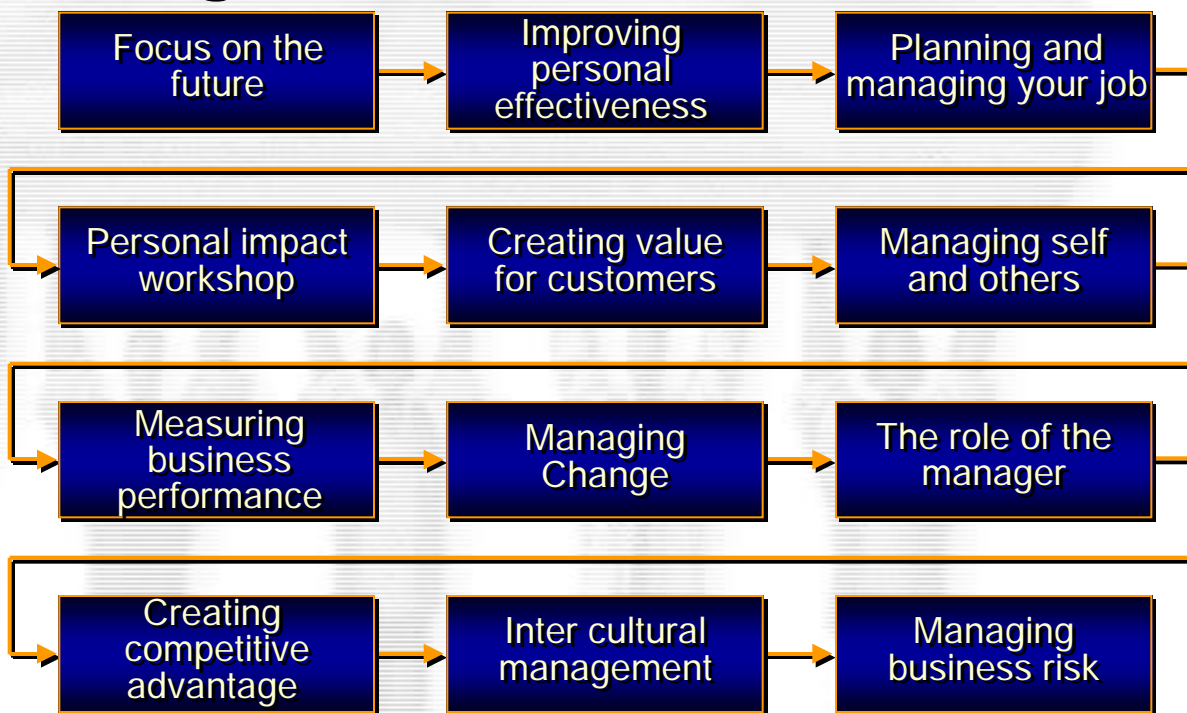 Focus on the
future
Improving
personal
effectiveness
Planning and
managing your job
Personal impact
workshop
Creating value
for customers
Managing self
and others
Measuring
business
performance
Managing
Change
The role of the
manager
Creating
competitive
advantage
Inter cultural
management
Managing
business risk